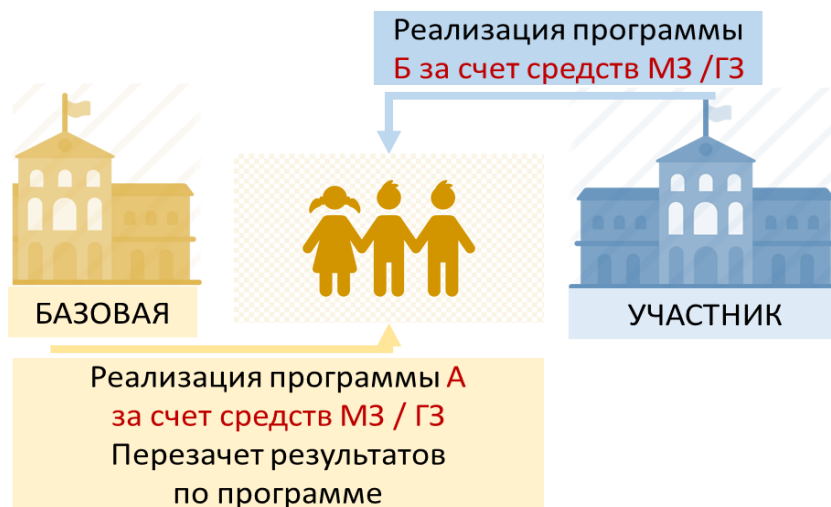 Реализация программы
Б за счет средств МЗ /ГЗ
БАЗОВАЯ
УЧАСТНИК
Реализация программы А
за счет средств МЗ / ГЗ
Перезачет результатов
по программе